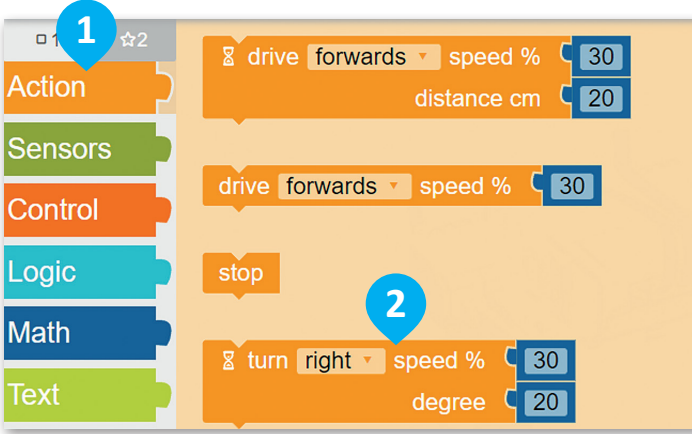 1
☆2
Action
Sensors
Control
Logic
Math
Text
drive forwards speed % 30
distance cm 20
drive forwards speed % 30
stop
2
turn right speed % 30
degree 20